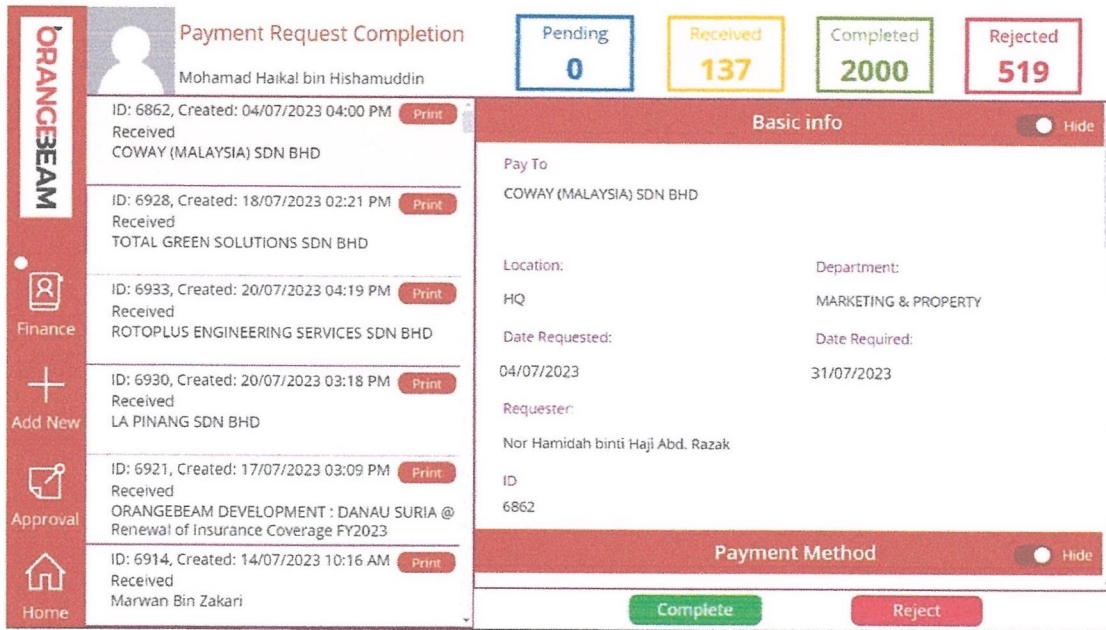 ORANGEBEAM
Payment Request Completion
Mohamad Haikal bin Hishamuddin
Pending
0
Received
137
Completed
2000
Rejected
519
Finance
Add New
Approval
Home
ID: 6862, Created: 04/07/2023 04:00 PM
Print
Received
COWAY (MALAYSIA) SDN BHD
ID: 6928, Created: 18/07/2023 02:21 PM
Print
Received
TOTAL GREEN SOLUTIONS SDN BHD
ID: 6933, Created: 20/07/2023 04:19 PM
Print
Received
ROTOPLUS ENGINEERING SERVICES SDN BHD
ID: 6930, Created: 20/07/2023 03:18 PM
Print
Received
LA PINANG SDN BHD
ID: 6921, Created: 17/07/2023 03:09 PM
Print
Received
ORANGEBEAM DEVELOPMENT : DANAU SURIA @
Renewal of Insurance Coverage FY2023
ID: 6914, Created: 14/07/2023 10:16 AM
Print
Received
Marwan Bin Zakari
Basic info
Hide
Pay To
COWAY (MALAYSIA) SDN BHD
Location:
Department:
HQ
MARKETING & PROPERTY
Date Requested:
Date Required:
04/07/2023
31/07/2023
Requester:
Nor Hamidah binti Haji Abd. Razak
ID
6862
Payment Method
Hide
Complete
Reject